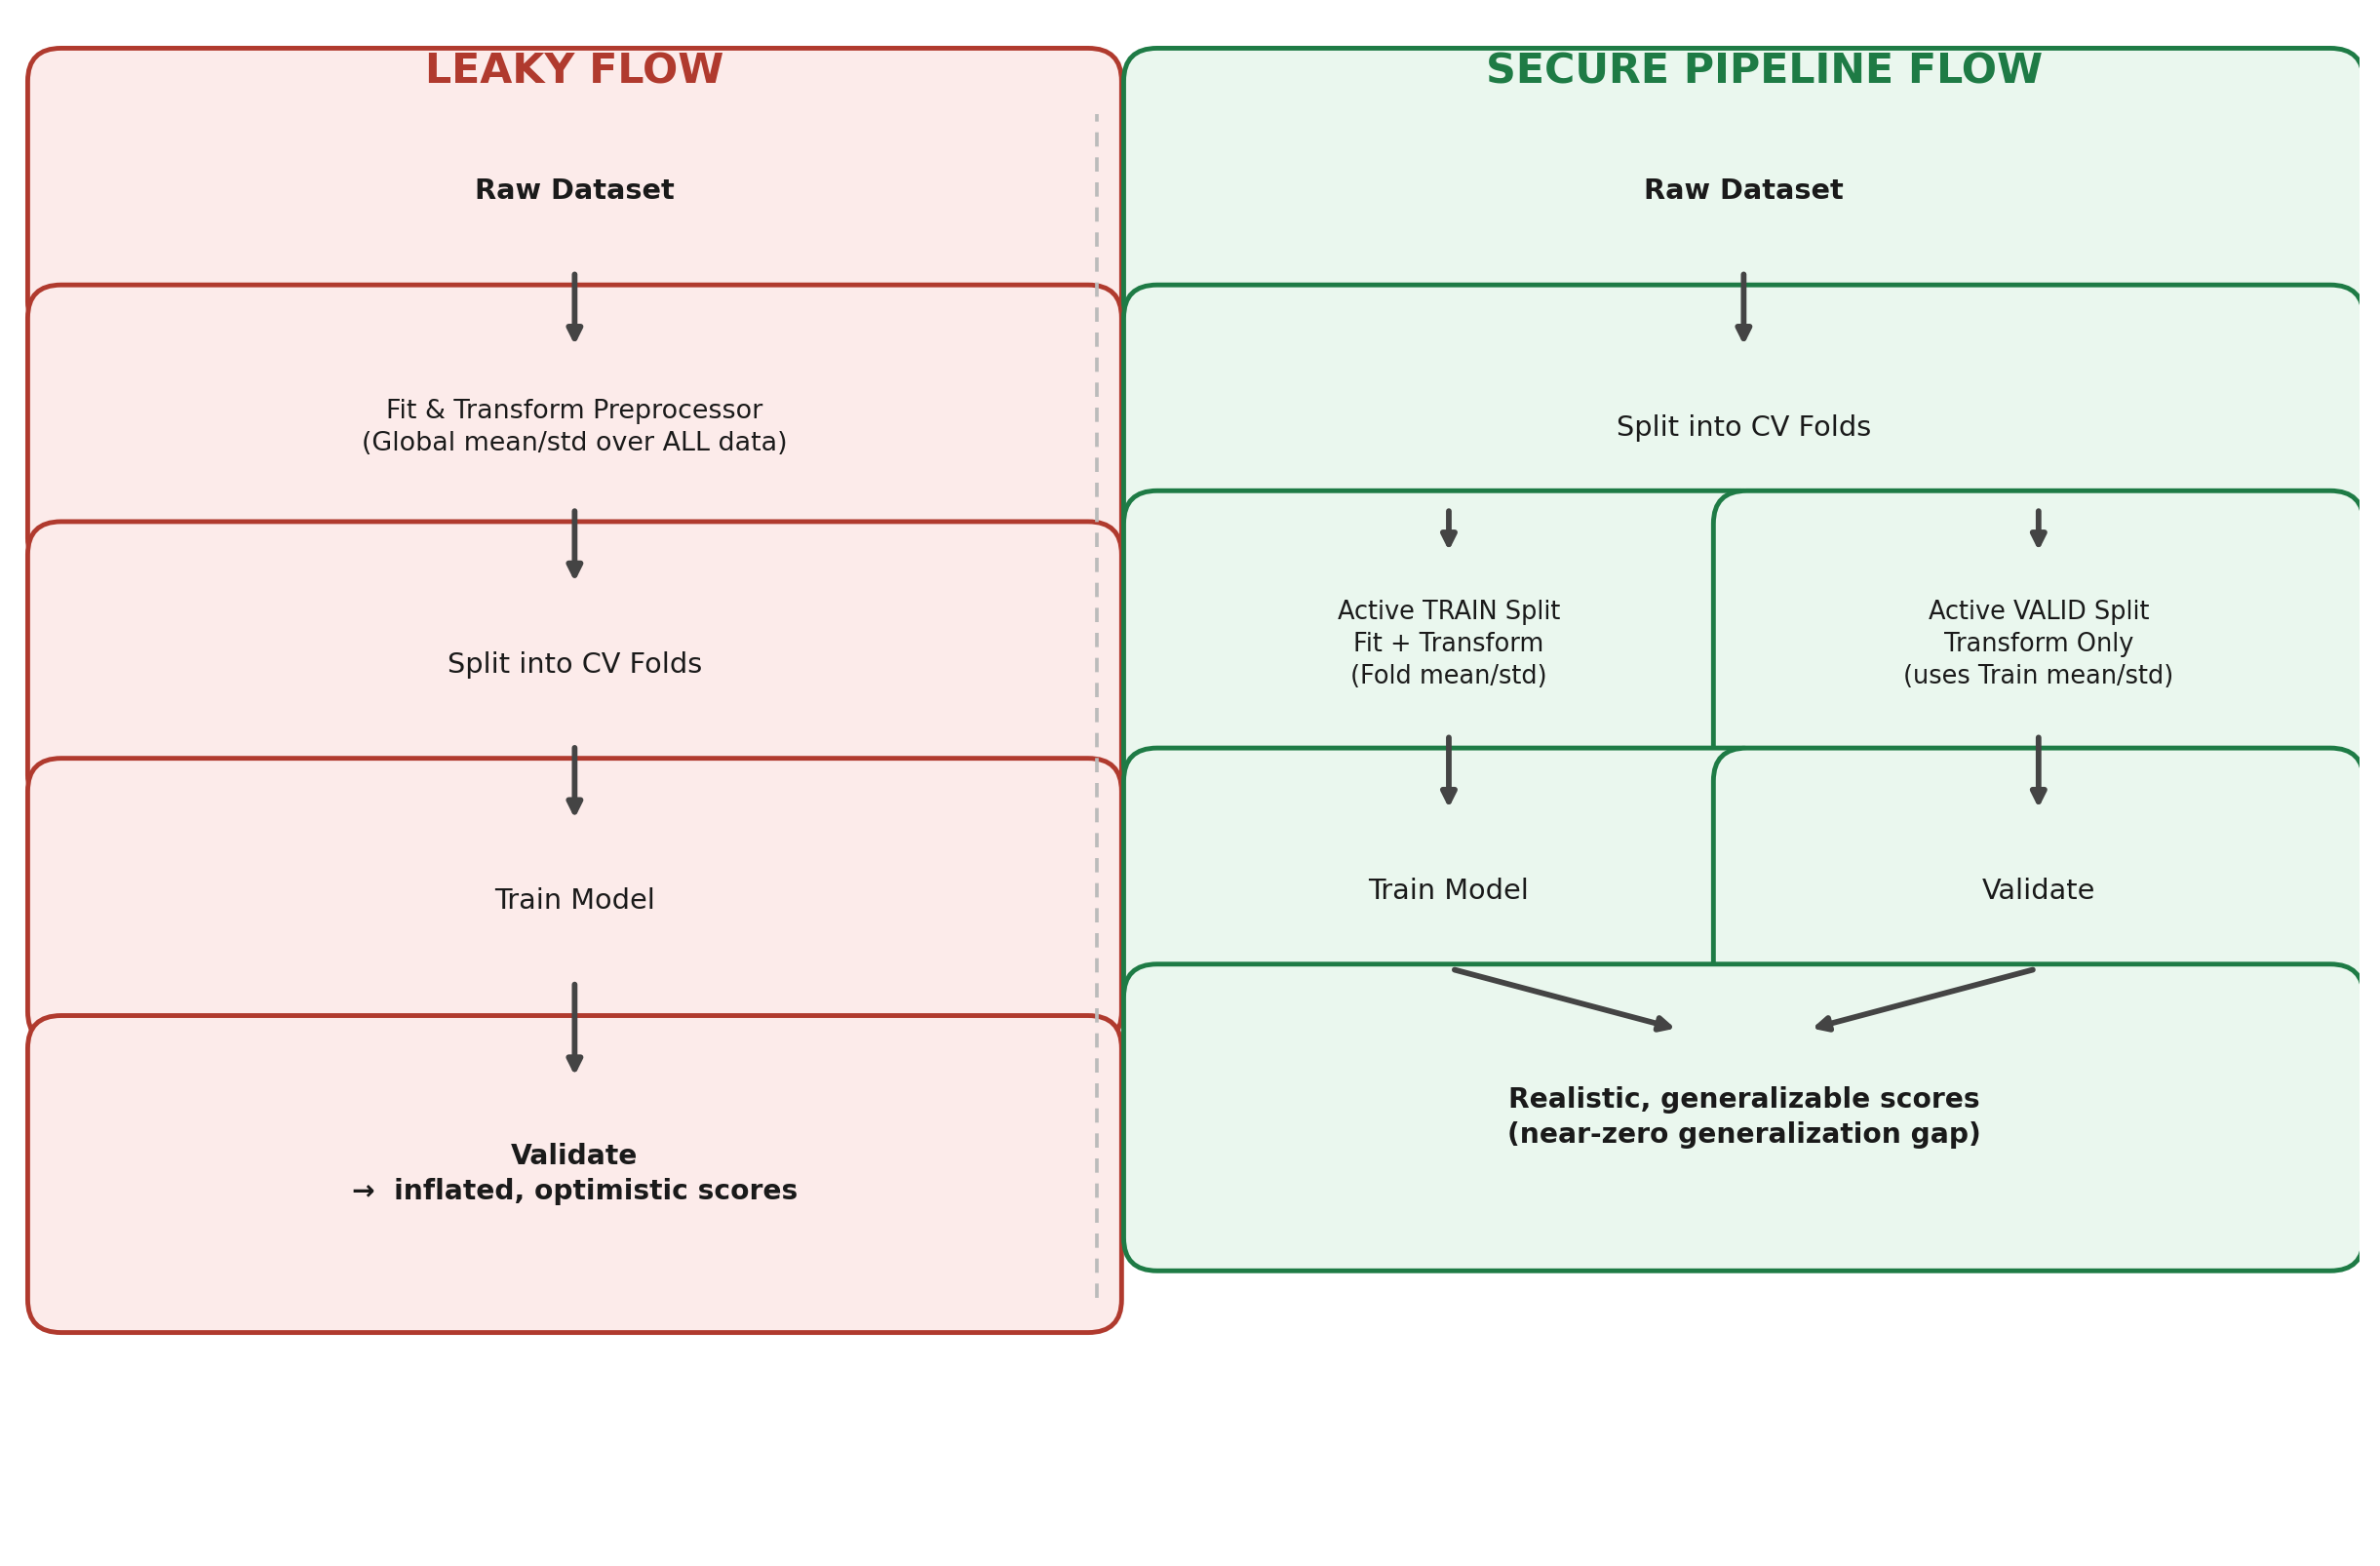 LEAKY FLOW
Raw Dataset
Fit & Transform Preprocessor
(Global mean/std over ALL data)
Split into CV Folds
Train Model
Validate
→ inflated, optimistic scores
SECURE PIPELINE FLOW
Raw Dataset
Split into CV Folds
Active TRAIN Split
Fit + Transform
(Fold mean/std)
Active VALID Split
Transform Only
(uses Train mean/std)
Train Model
Validate
Realistic, generalizable scores
(near-zero generalization gap)